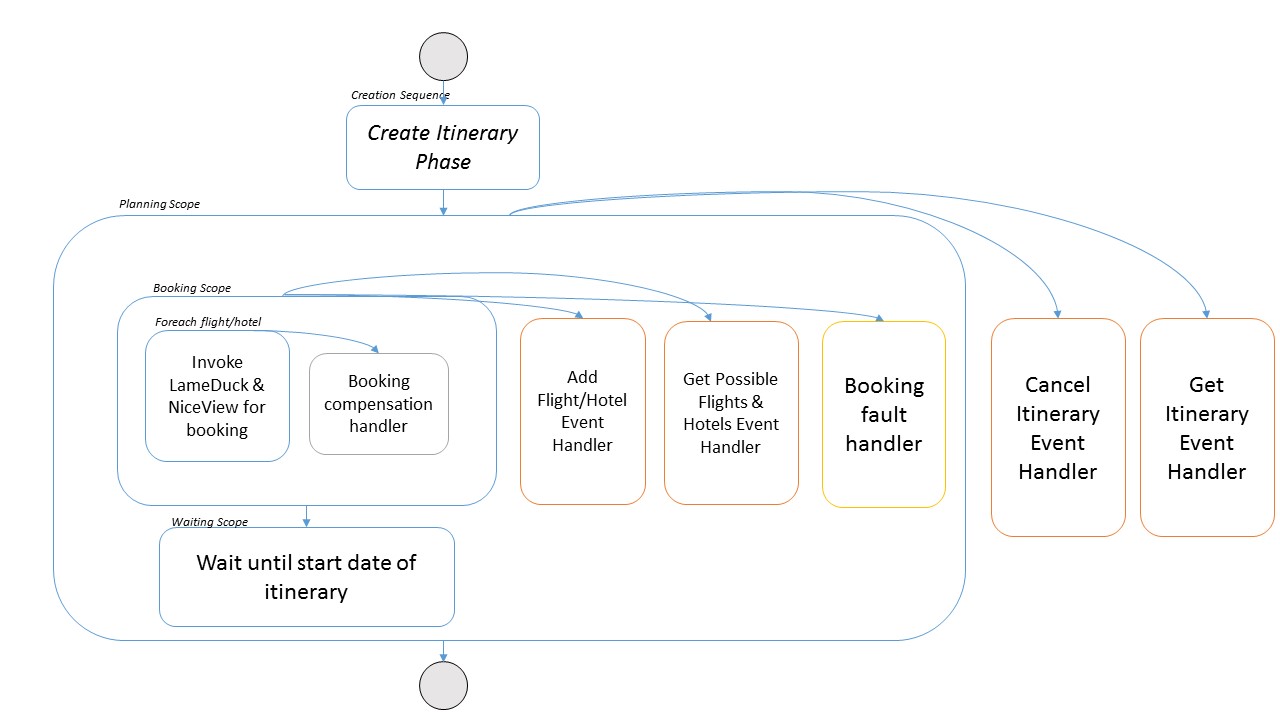 Creation Sequence
Create Itinerary
Phase
Planning Scope
Booking Scope
Foreach flight/hotel
Invoke
LameDuck &
NiceView for
booking
Booking
compensation
handler
Add
Flight/Hotel
Event
Handler
Get Possible
Flights &
Hotels Event
Handler
Booking
fault
handler
Cancel
Itinerary
Event
Handler
Get
Itinerary
Event
Handler
Waiting Scope
Wait until start date of
itinerary